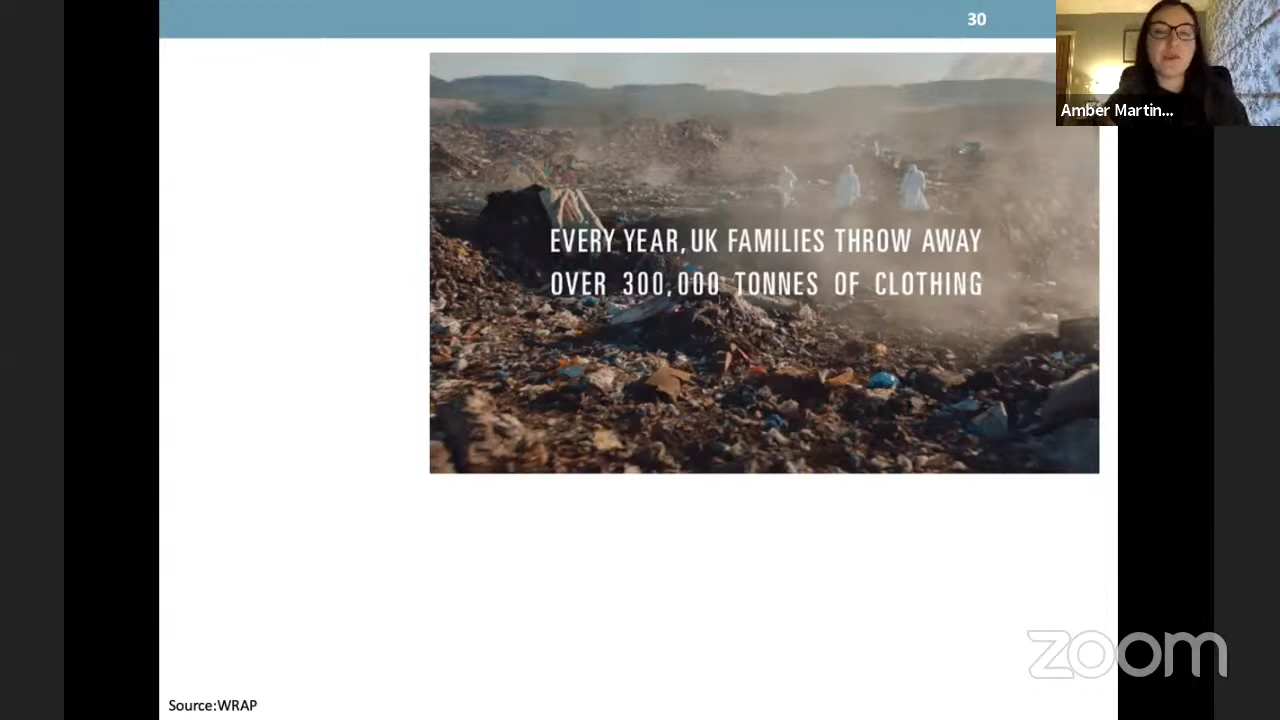 30
Amber Martin...
EVERY YEAR, UK FAMILIES THROW AWAY
OVER 300,000 TONNES OF CLOTHING
zoom
Source:WRAP